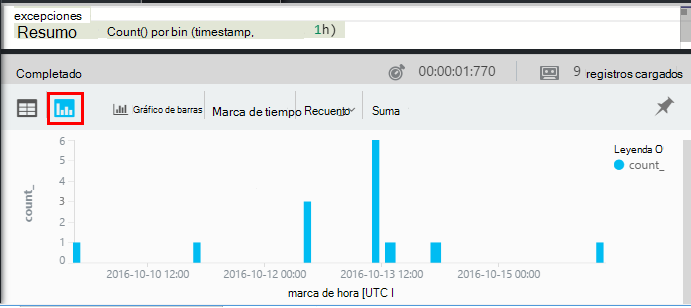 excepciones
Resumo Count() por bin (timestamp, 1h)
Completado 00:00:01:770 9 registros cargados
Gráfico de barras Marca de tiempo Recuento Suma
6
5
4
3
2
1
0
count_
Leyenda O
count_
2016-10-10 12:00 2016-10-12 00:00 2016-10-13 12:00 2016-10-15 00:00
marca de hora [UTC I